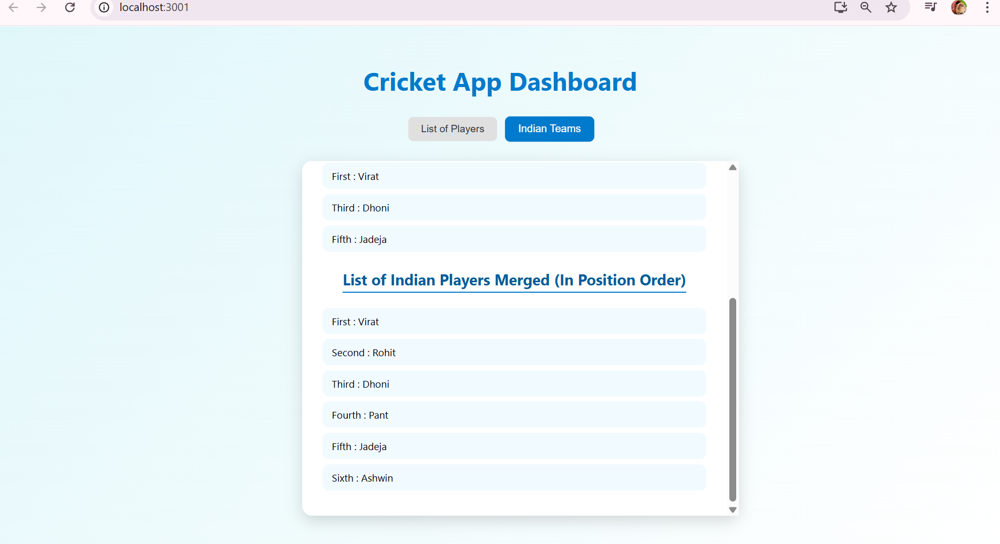 localhost:3001
Cricket App Dashboard
List of Players
Indian Teams
First : Virat
Third : Dhoni
Fifth : Jadeja
List of Indian Players Merged (In Position Order)
First : Virat
Second : Rohit
Third : Dhoni
Fourth : Pant
Fifth : Jadeja
Sixth : Ashwin